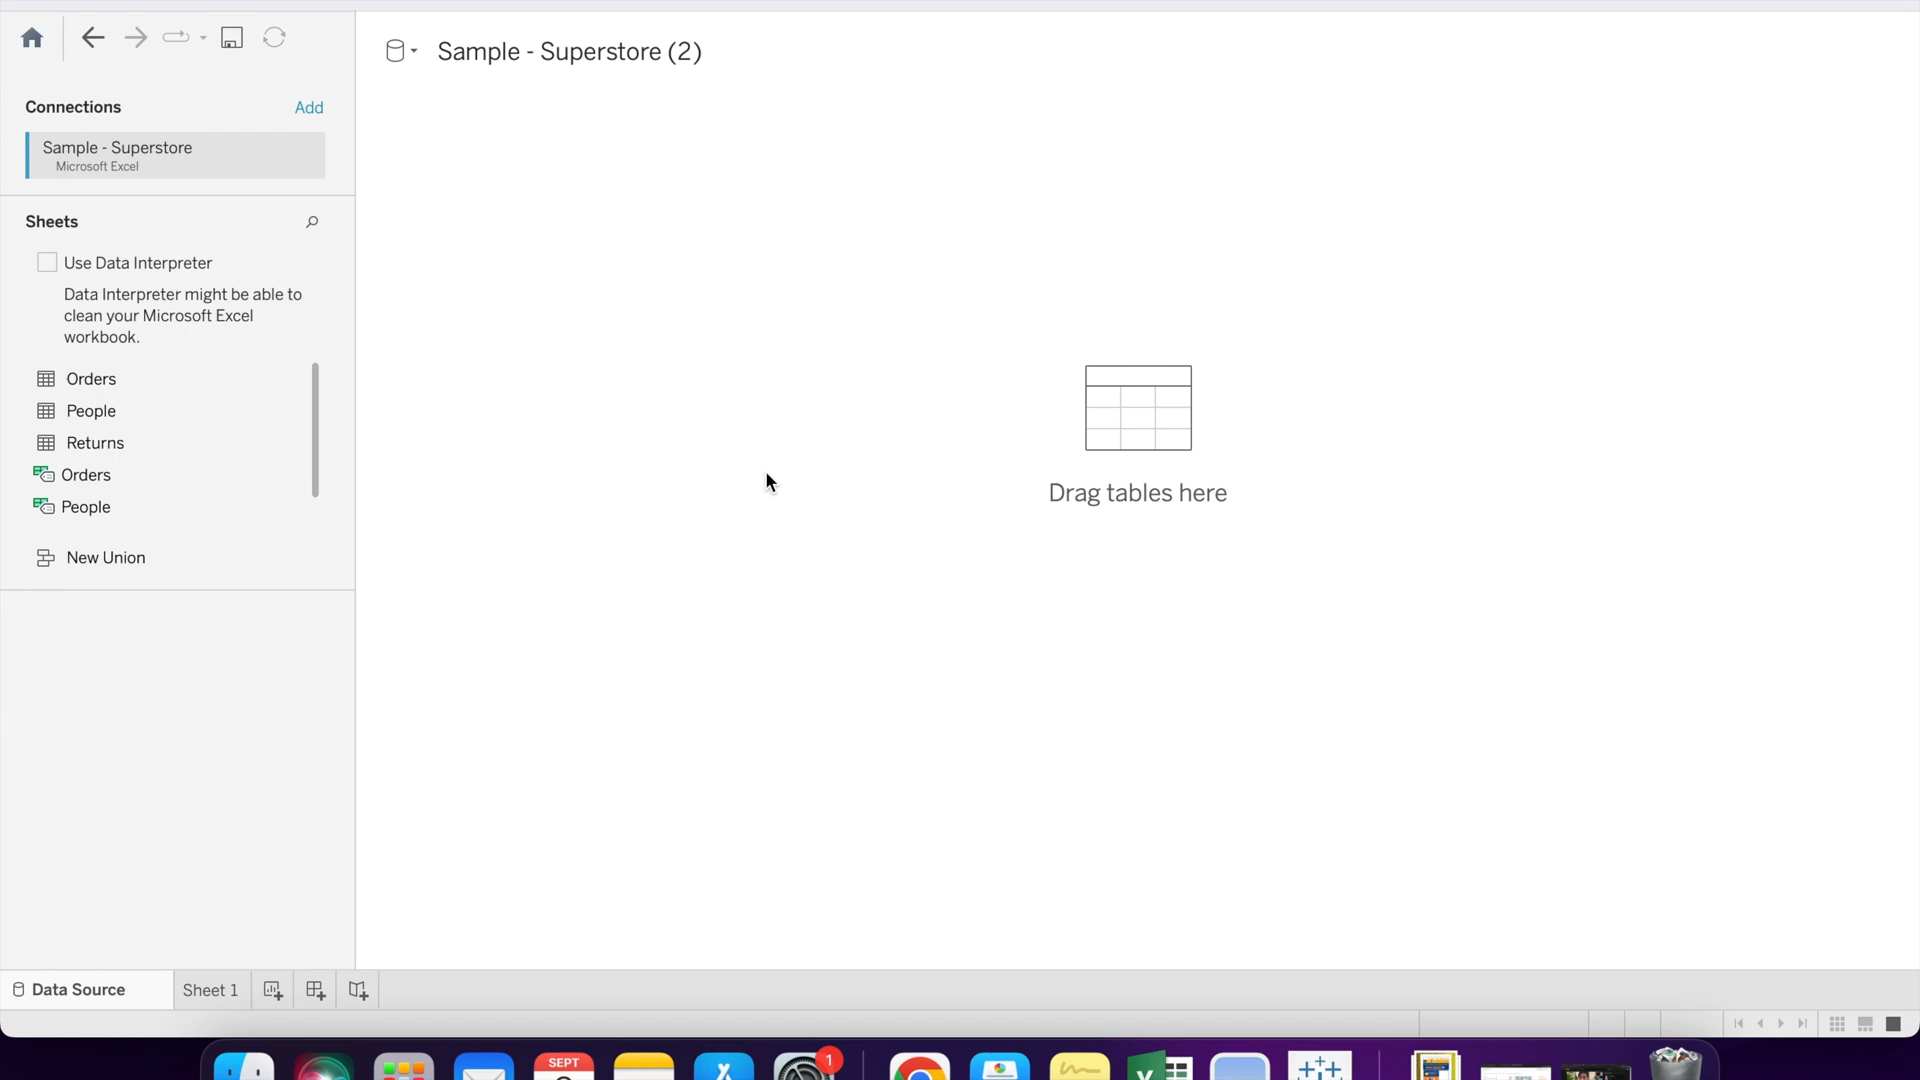 Sample - Superstore (2)
Connections
Add
Sample - Superstore
Microsoft Excel
Sheets
Use Data Interpreter
Data Interpreter might be able to
clean your Microsoft Excel
workbook.
Orders
People
Returns
Orders
People
New Union
Drag tables here
Data Source
Sheet 1
SEPT
1